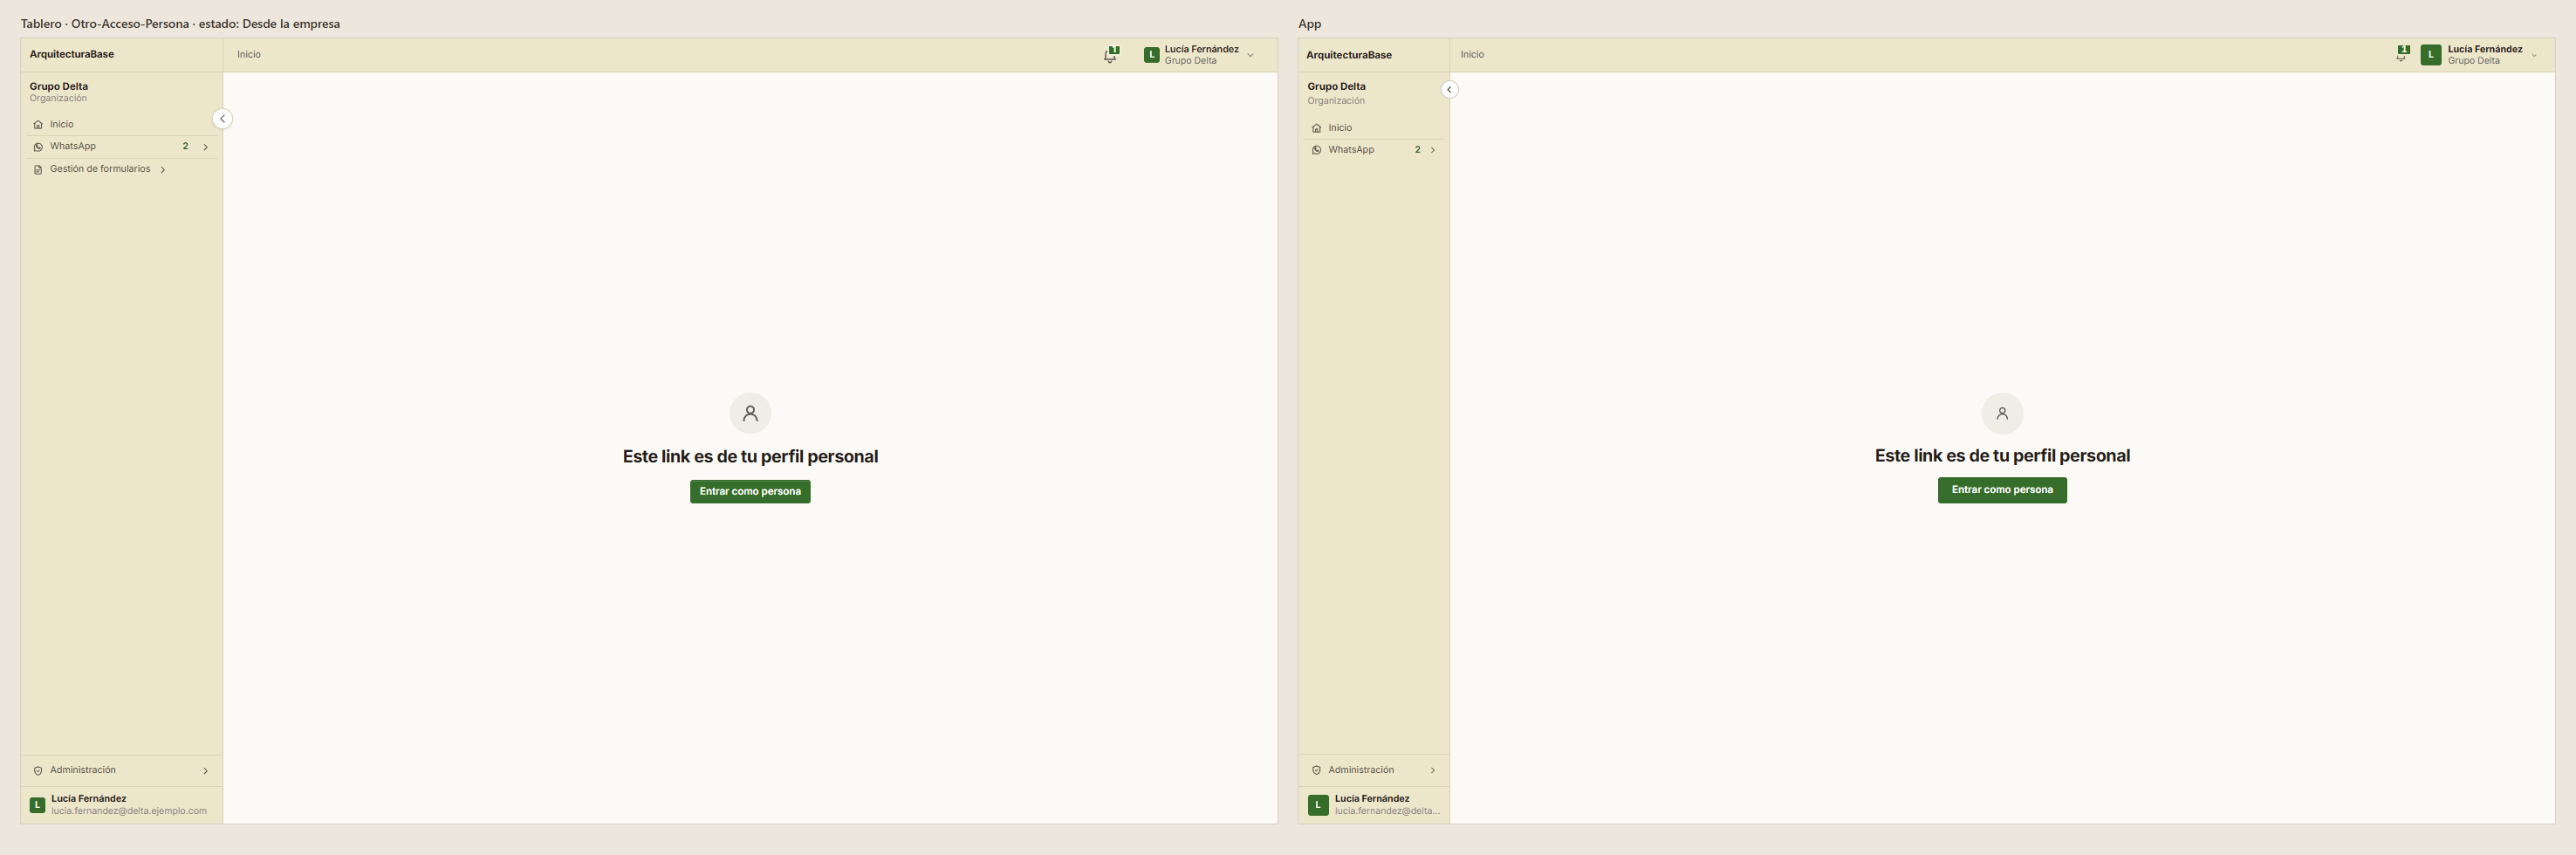 Tablero · Otro-Acceso-Persona · estado: Desde la empresa
ArquitecturaBase
Inicio
1
L
Lucía Fernández
Grupo Delta
Grupo Delta
Organización
Inicio
WhatsApp 2
Gestión de formularios
Este link es de tu perfil personal
Entrar como persona
Administración
L
Lucía Fernández
lucia.fernandez@delta.ejemplo.com
App
ArquitecturaBase
Inicio
1
L
Lucía Fernández
Grupo Delta
Grupo Delta
Organización
Inicio
WhatsApp 2
Este link es de tu perfil personal
Entrar como persona
Administración
L
Lucía Fernández
lucia.fernandez@delta...